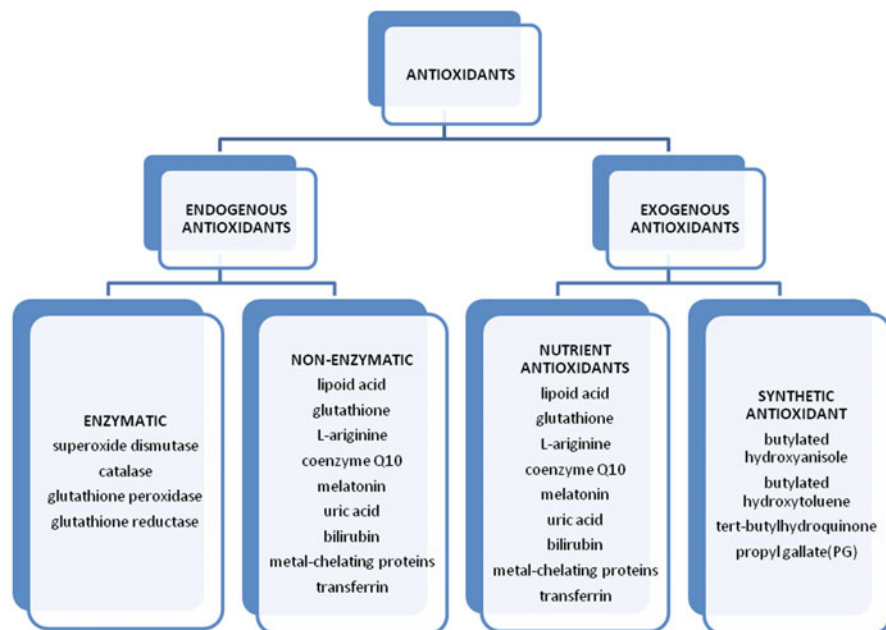 ANTIOXIDANTS
ENDOGENOUS
ANTIOXIDANTS
EXOGENOUS
ANTIOXIDANTS
ENZYMATIC
superoxide dismutase
catalase
glutathione peroxidase
glutathione reductase
NON-ENZYMATIC
lipoid acid
glutathione
L-ariginine
coenzyme Q10
melatonin
uric acid
bilirubin
metal-chelating proteins
transferrin
NUTRIENT
ANTIOXIDANTS
lipoid acid
glutathione
L-ariginine
coenzyme Q10
melatonin
uric acid
bilirubin
metal-chelating proteins
transferrin
SYNTHETIC
ANTIOXIDANT
butylated
hydroxyanisole
butylated
hydroxytoluene
tert-butylhydroquinone
propyl gallate(PG)